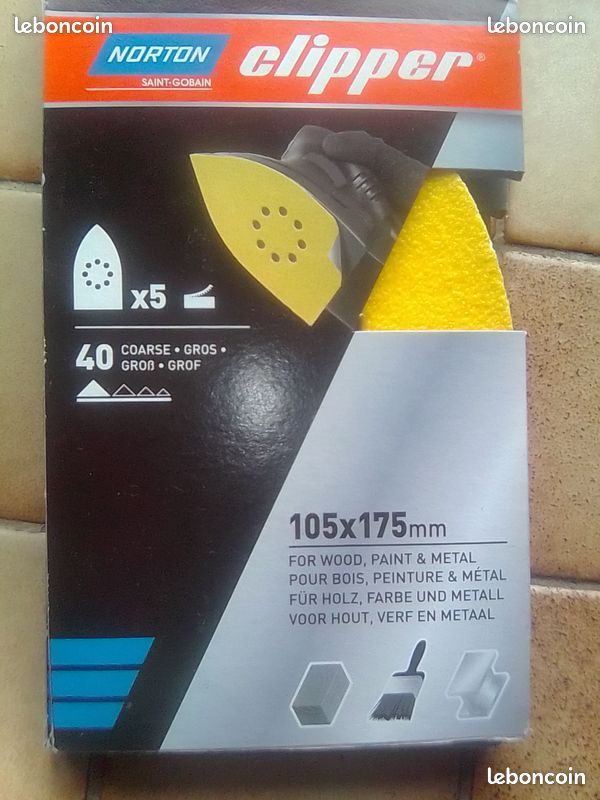 leboncoin
leboncoin
NORTON
SAINT-GOBAIN
clipper®
x5
40 COARSE • GROS •
GROß • GROF
105x175mm
FOR WOOD, PAINT & METAL
POUR BOIS, PEINTURE & MÉTAL
FÜR HOLZ, FARBE UND METALL
VOOR HOUT, VERF EN METAAL
leboncoin
leboncoin